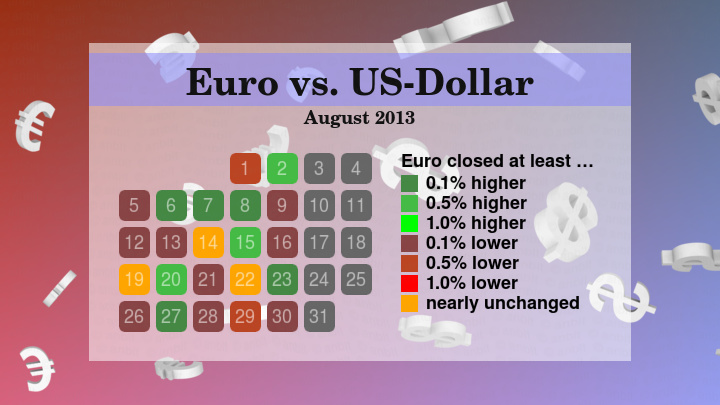 Euro vs. US-Dollar
August 2013
1 2 3 4
5 6 7 8 9 10 11
12 13 14 15 16 17 18
19 20 21 22 23 24 25
26 27 28 29 30 31
Euro closed at least …
0.1% higher
0.5% higher
1.0% higher
0.1% lower
0.5% lower
1.0% lower
nearly unchanged